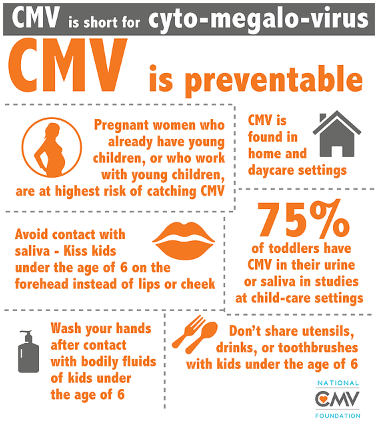 CMV is short for cyto-megalo-virus
CMV is preventable
Pregnant women who
already have young
children, or who work
with young children,
are at highest risk of catching CMV
CMV is
found in
home and
daycare settings
Avoid contact with
saliva - Kiss kids
under the age of 6 on the
forehead instead of lips or cheek
75%
of toddlers have
CMV in their urine
or saliva in studies
at child-care settings
Wash your hands
after contact
with bodily fluids
of kids under
the age of 6
Don't share utensils,
drinks, or toothbrushes
with kids under the age of 6
NATIONAL
CMV
FOUNDATION